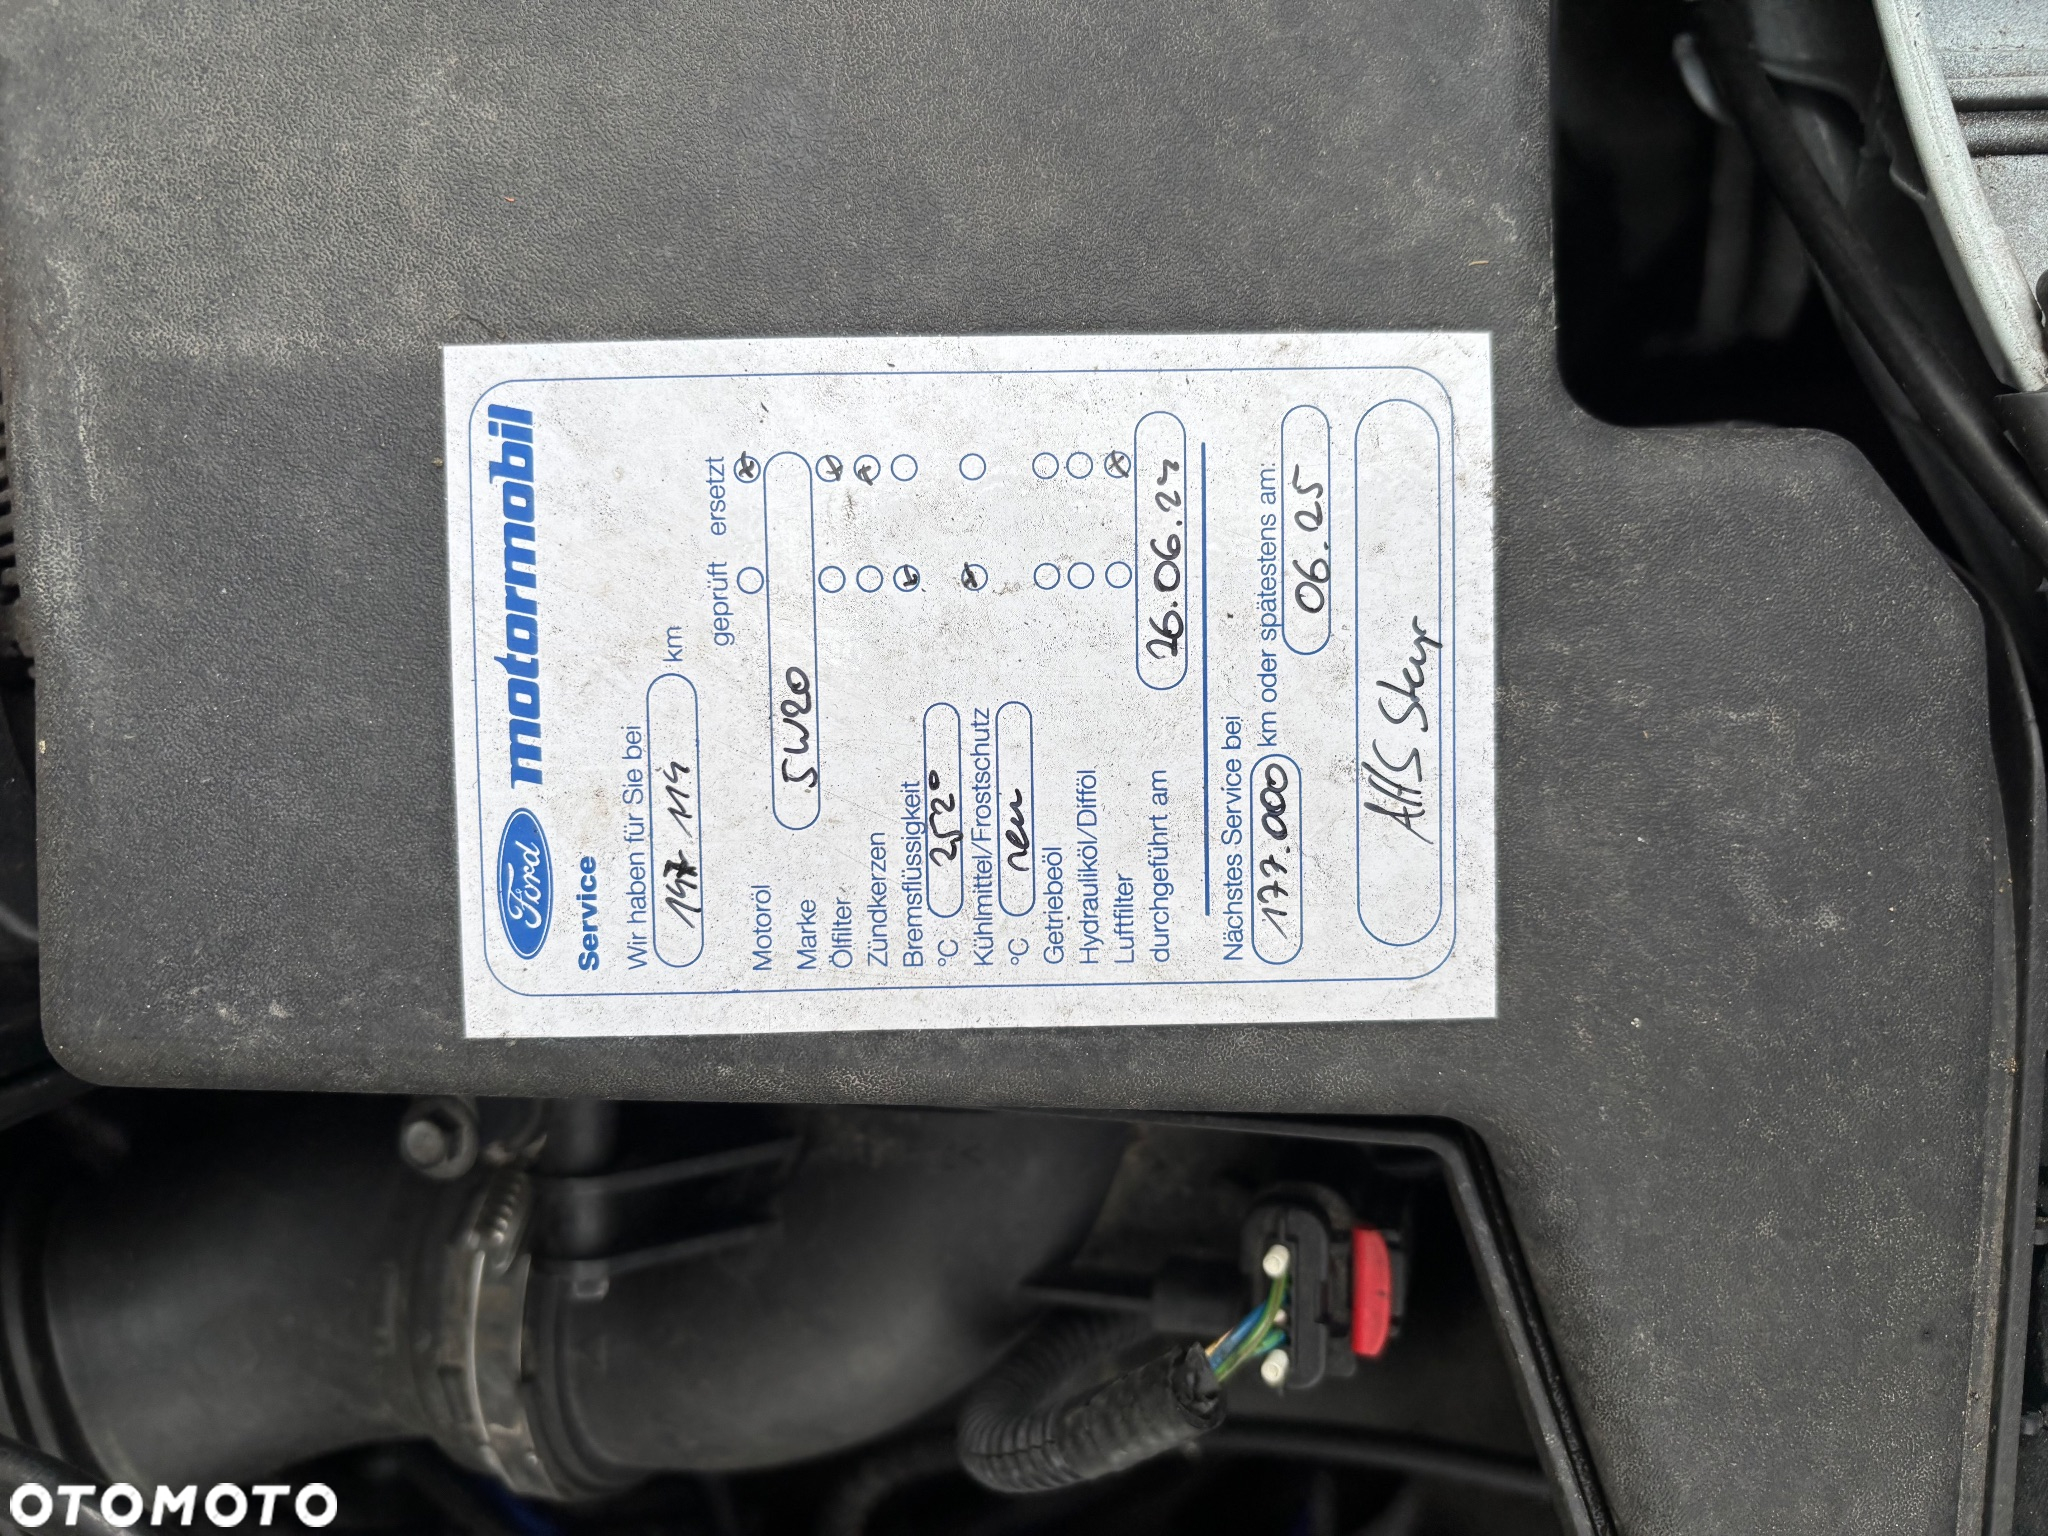 Ford motormobil
Service
Wir haben für Sie bei
147.114 km
geprüft ersetzt
Motoröl
Marke 5W20
Ölfilter
Zündkerzen
Bremsflüssigkeit
°C 252°
Kühlmittel/Frostschutz
°C neu
Getriebeöl
Hydrauliköl/Difföl
Luftfilter
durchgeführt am 26.06.24
Nächstes Service bei
177.000 km oder spätestens am:
06.25
Steyr
OTOMOTO